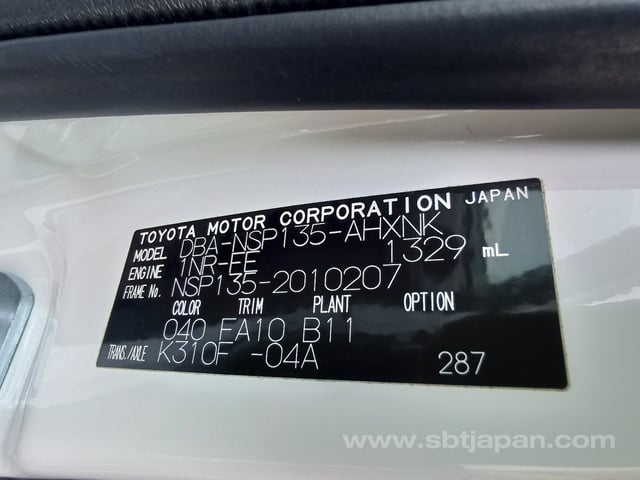 TOYOTA MOTOR CORPORATION JAPAN
MODEL DBA-NSP135-AHXNK
ENGINE 1NR-EE 1329 mL
FRAME No. NSP135-2010207
COLOR TRIM PLANT OPTION
040 FA10 B11
TRANS./AXLE K310F -04A
287
www.sbtjapan.com